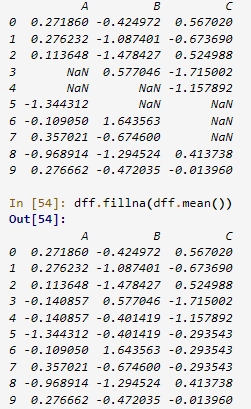 A B C
0 0.271860 -0.424972 0.567020
1 0.276232 -1.087401 -0.673690
2 0.113648 -1.478427 0.524988
3 NaN 0.577046 -1.715002
4 NaN NaN -1.157892
5 -1.344312 NaN NaN
6 -0.109050 1.643563 NaN
7 0.357021 -0.674600 NaN
8 -0.968914 -1.294524 0.413738
9 0.276662 -0.472035 -0.013960
In [54]: dff.fillna(dff.mean())
Out[54]:
A B C
0 0.271860 -0.424972 0.567020
1 0.276232 -1.087401 -0.673690
2 0.113648 -1.478427 0.524988
3 -0.140857 0.577046 -1.715002
4 -0.140857 -0.401419 -1.157892
5 -1.344312 -0.401419 -0.293543
6 -0.109050 1.643563 -0.293543
7 0.357021 -0.674600 -0.293543
8 -0.968914 -1.294524 0.413738
9 0.276662 -0.472035 -0.013960